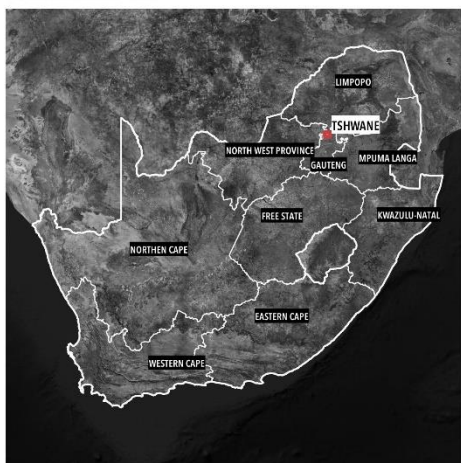 LIMPOPO
TSHWANE
NORTH WEST PROVINCE
GAUTENG
MPUMA LANGA
FREE STATE
KWAZULU-NATAL
NORTHEN CAPE
EASTERN CAPE
WESTERN CAPE